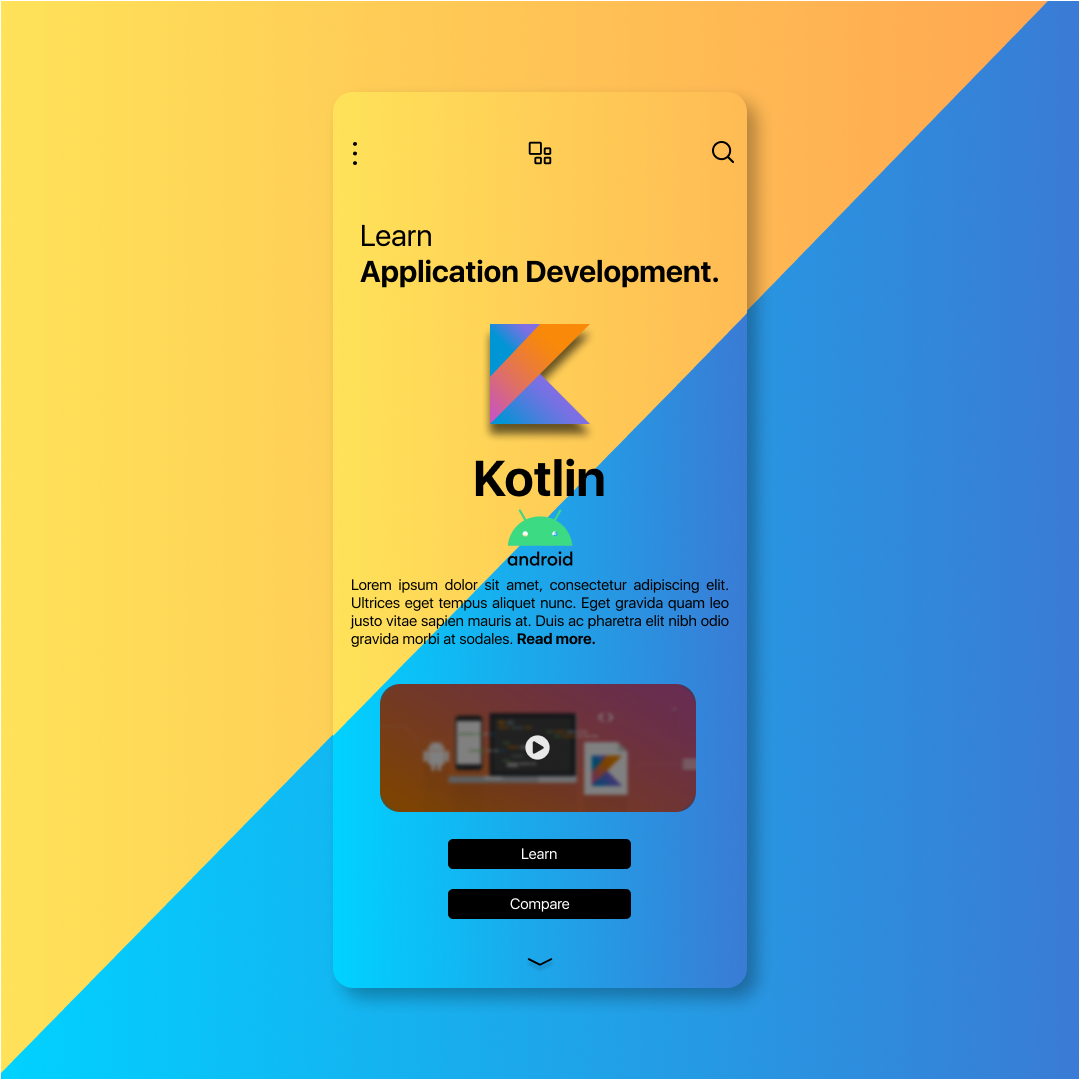 Learn
Application Development.
Kotlin
android
Lorem ipsum dolor sit amet, consectetur adipiscing elit.
Ultrices eget tempus aliquet nunc. Eget gravida quam leo
justo vitae sapien mauris at. Duis ac pharetra elit nibh odio
gravida morbi at sodales. Read more.
Learn
Compare